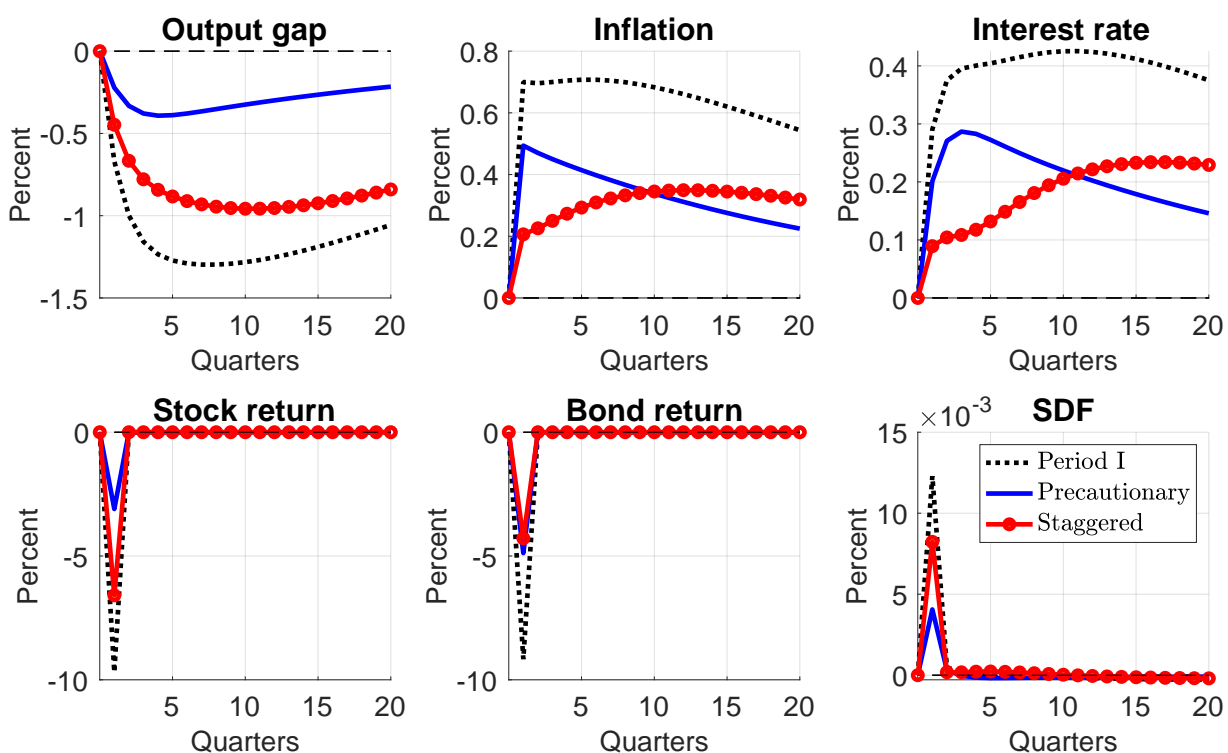 Output gap
Percent
0
-0.5
-1
-1.5
5
10
15
20
Quarters
Inflation
Percent
0.8
0.6
0.4
0.2
0
5
10
15
20
Quarters
Interest rate
Percent
0.4
0.3
0.2
0.1
0
5
10
15
20
Quarters
Stock return
Percent
0
-5
-10
5
10
15
20
Quarters
Bond return
Percent
0
-5
-10
5
10
15
20
Quarters
×10⁻³
SDF
Percent
15
10
5
0
5
10
15
20
Quarters
Period I
Precautionary
Staggered